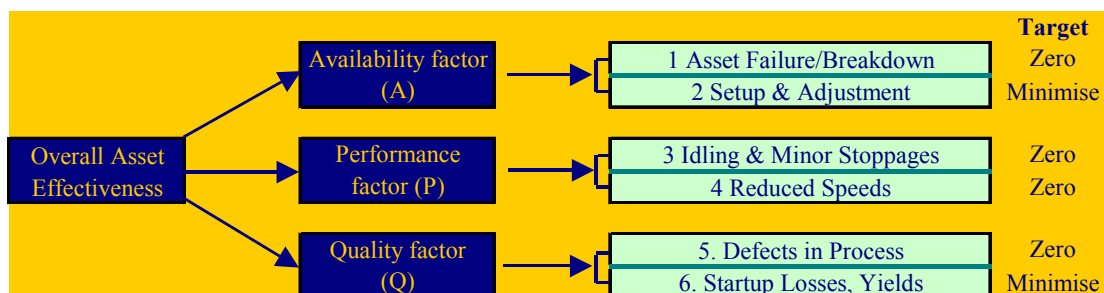 Target
Availability factor
(A)
1 Asset Failure/Breakdown
Zero
2 Setup & Adjustment
Minimise
Overall Asset
Effectiveness
Performance
factor (P)
3 Idling & Minor Stoppages
Zero
4 Reduced Speeds
Zero
Quality factor
(Q)
5. Defects in Process
Zero
6. Startup Losses, Yields
Minimise